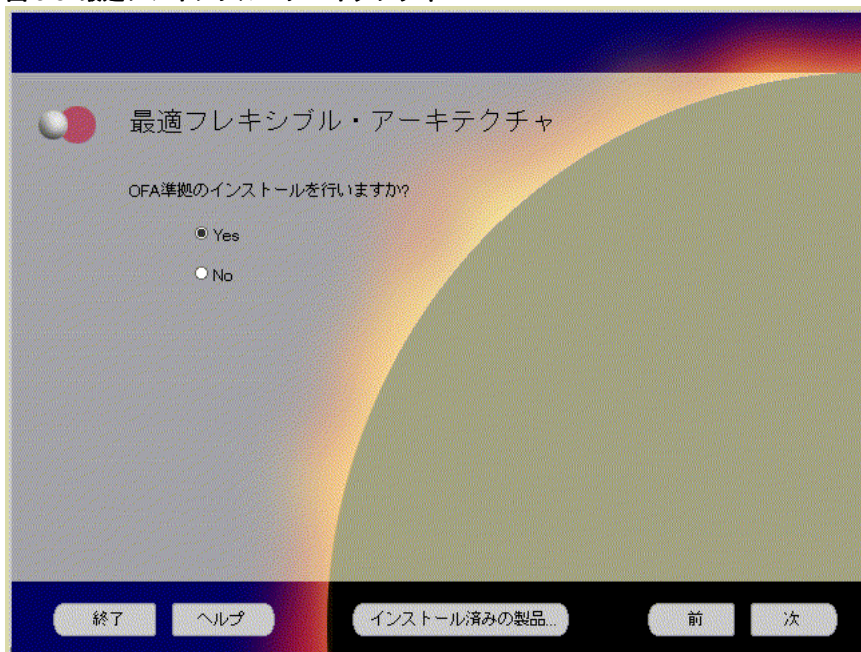 最適フレキシブル・アーキテクチャ
OFA準拠のインストールを行いますか?
Yes
No
終了 ヘルプ インストール済みの製品... 前 次